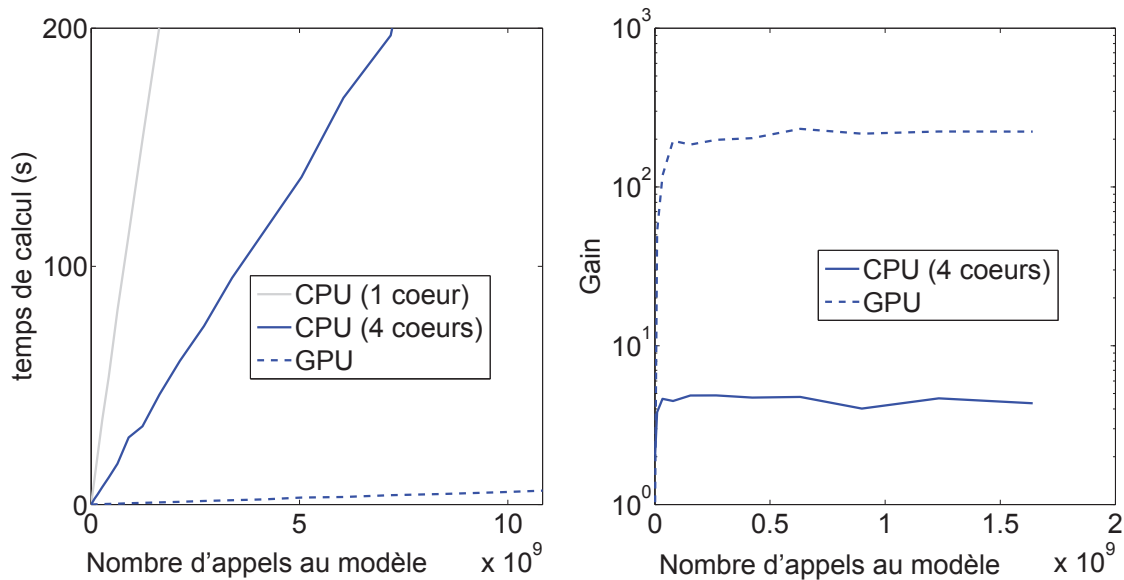 200
100
0
temps de calcul (s)
CPU (1 coeur)
CPU (4 coeurs)
GPU
0
5
10
Nombre d'appels au modèle
x 10^9
10^3
10^2
10^1
10^0
Gain
CPU (4 coeurs)
GPU
0
0.5
1
1.5
2
Nombre d'appels au modèle
x 10^9